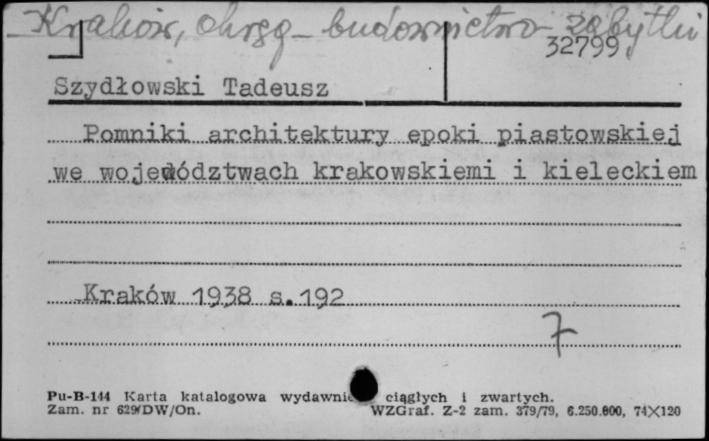 Kraków, okręg - budownictwo zabytki
32799
Szydłowski Tadeusz
Pomniki architektury epoki piastowskiej
we województwach krakowskiemi i kieleckiem
Kraków 1938 s.192
7
Pu-B-144 Karta katalogowa wydawnic ciągłych i zwartych.
Zam. nr 629/DW/On. WZGraf. Z-2 zam. 379/79, 6.250.000, 74X120